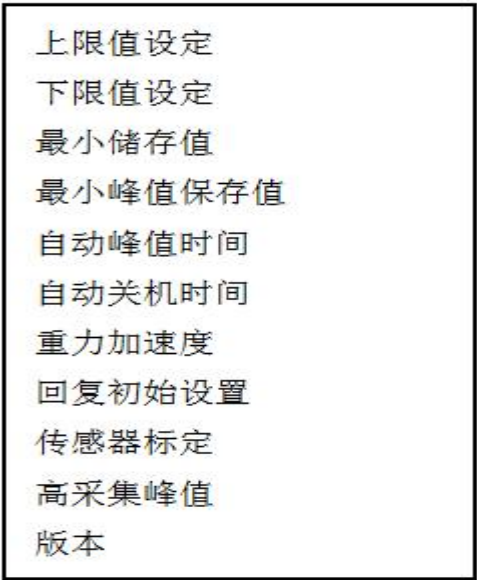 上限值设定
下限值设定
最小储存值
最小峰值保存值
自动峰值时间
自动关机时间
重力加速度
回复初始设置
传感器标定
高采集峰值
版本